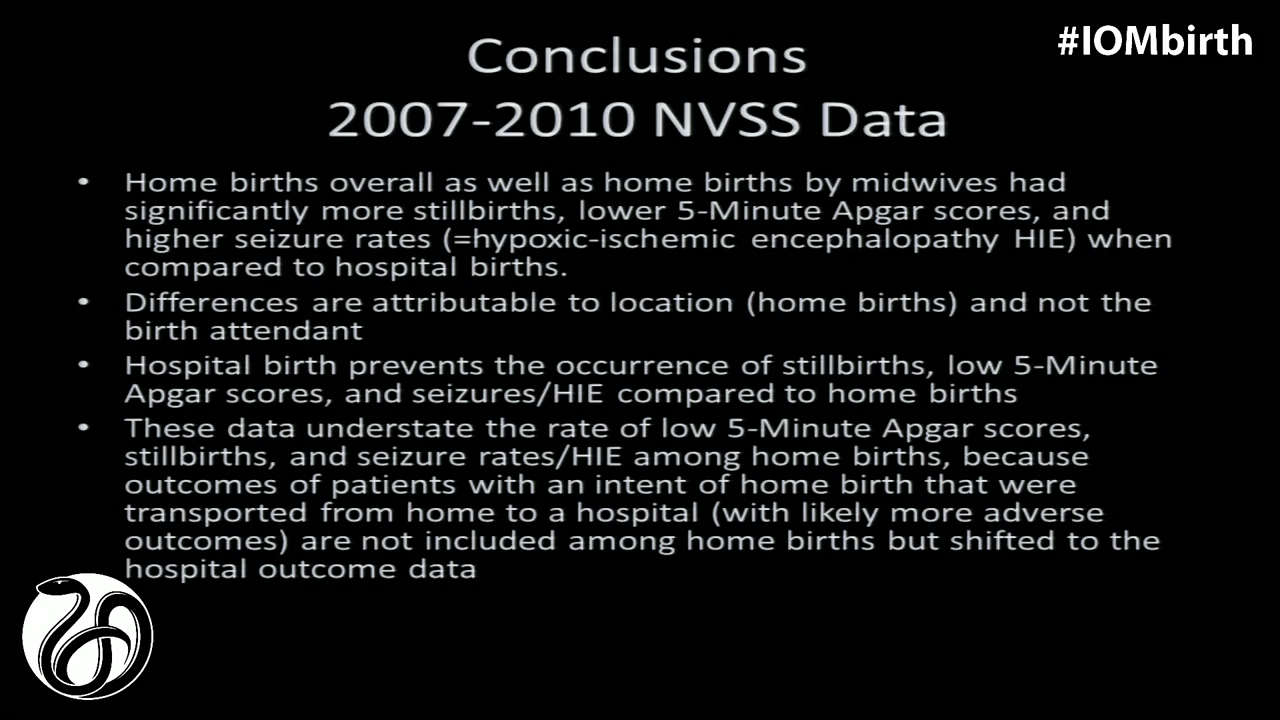 #IOMbirth
Conclusions
2007-2010 NVSS Data
• Home births overall as well as home births by midwives had
significantly more stillbirths, lower 5-Minute Apgar scores, and
higher seizure rates (=hypoxic-ischemic encephalopathy HIE) when
compared to hospital births.
• Differences are attributable to location (home births) and not the
birth attendant
• Hospital birth prevents the occurrence of stillbirths, low 5-Minute
Apgar scores, and seizures/HIE compared to home births
• These data understate the rate of low 5-Minute Apgar scores,
stillbirths, and seizure rates/HIE among home births, because
outcomes of patients with an intent of home birth that were
transported from home to a hospital (with likely more adverse
outcomes) are not included among home births but shifted to the
hospital outcome data